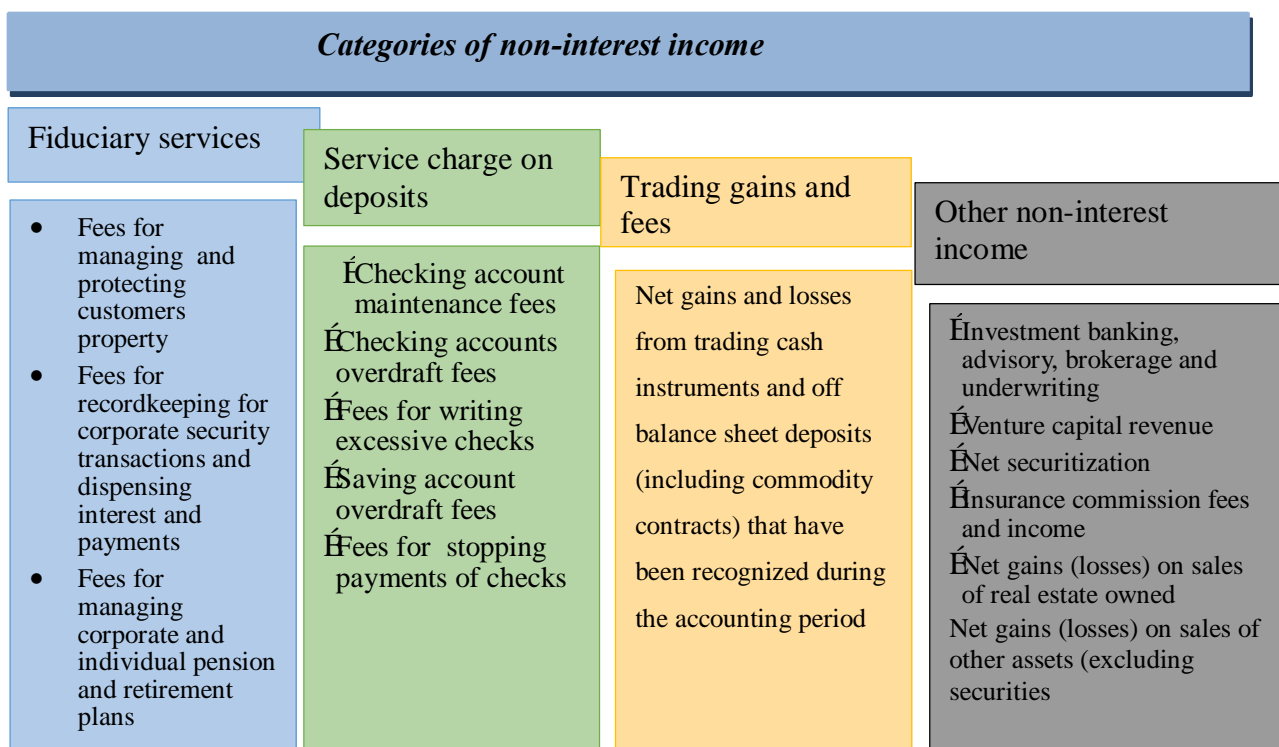 Categories of non-interest income
Fiduciary services
● Fees for
managing and
protecting
customers
property
● Fees for
recordkeeping for
corporate security
transactions and
dispensing
interest and
payments
● Fees for
managing
corporate and
individual pension
and retirement
plans
Service charge on
deposits
ÉChecking account
maintenance fees
ÉChecking accounts
overdraft fees
ÉFees for writing
excessive checks
ÉSaving account
overdraft fees
ÉFees for stopping
payments of checks
Trading gains and
fees
Net gains and losses
from trading cash
instruments and off
balance sheet deposits
(including commodity
contracts) that have
been recognized during
the accounting period
Other non-interest
income
ÉInvestment banking,
advisory, brokerage and
underwriting
ÉVenture capital revenue
ÉNet securitization
ÉInsurance commission fees
and income
ÉNet gains (losses) on sales
of real estate owned
Net gains (losses) on sales of
other assets (excluding
securities